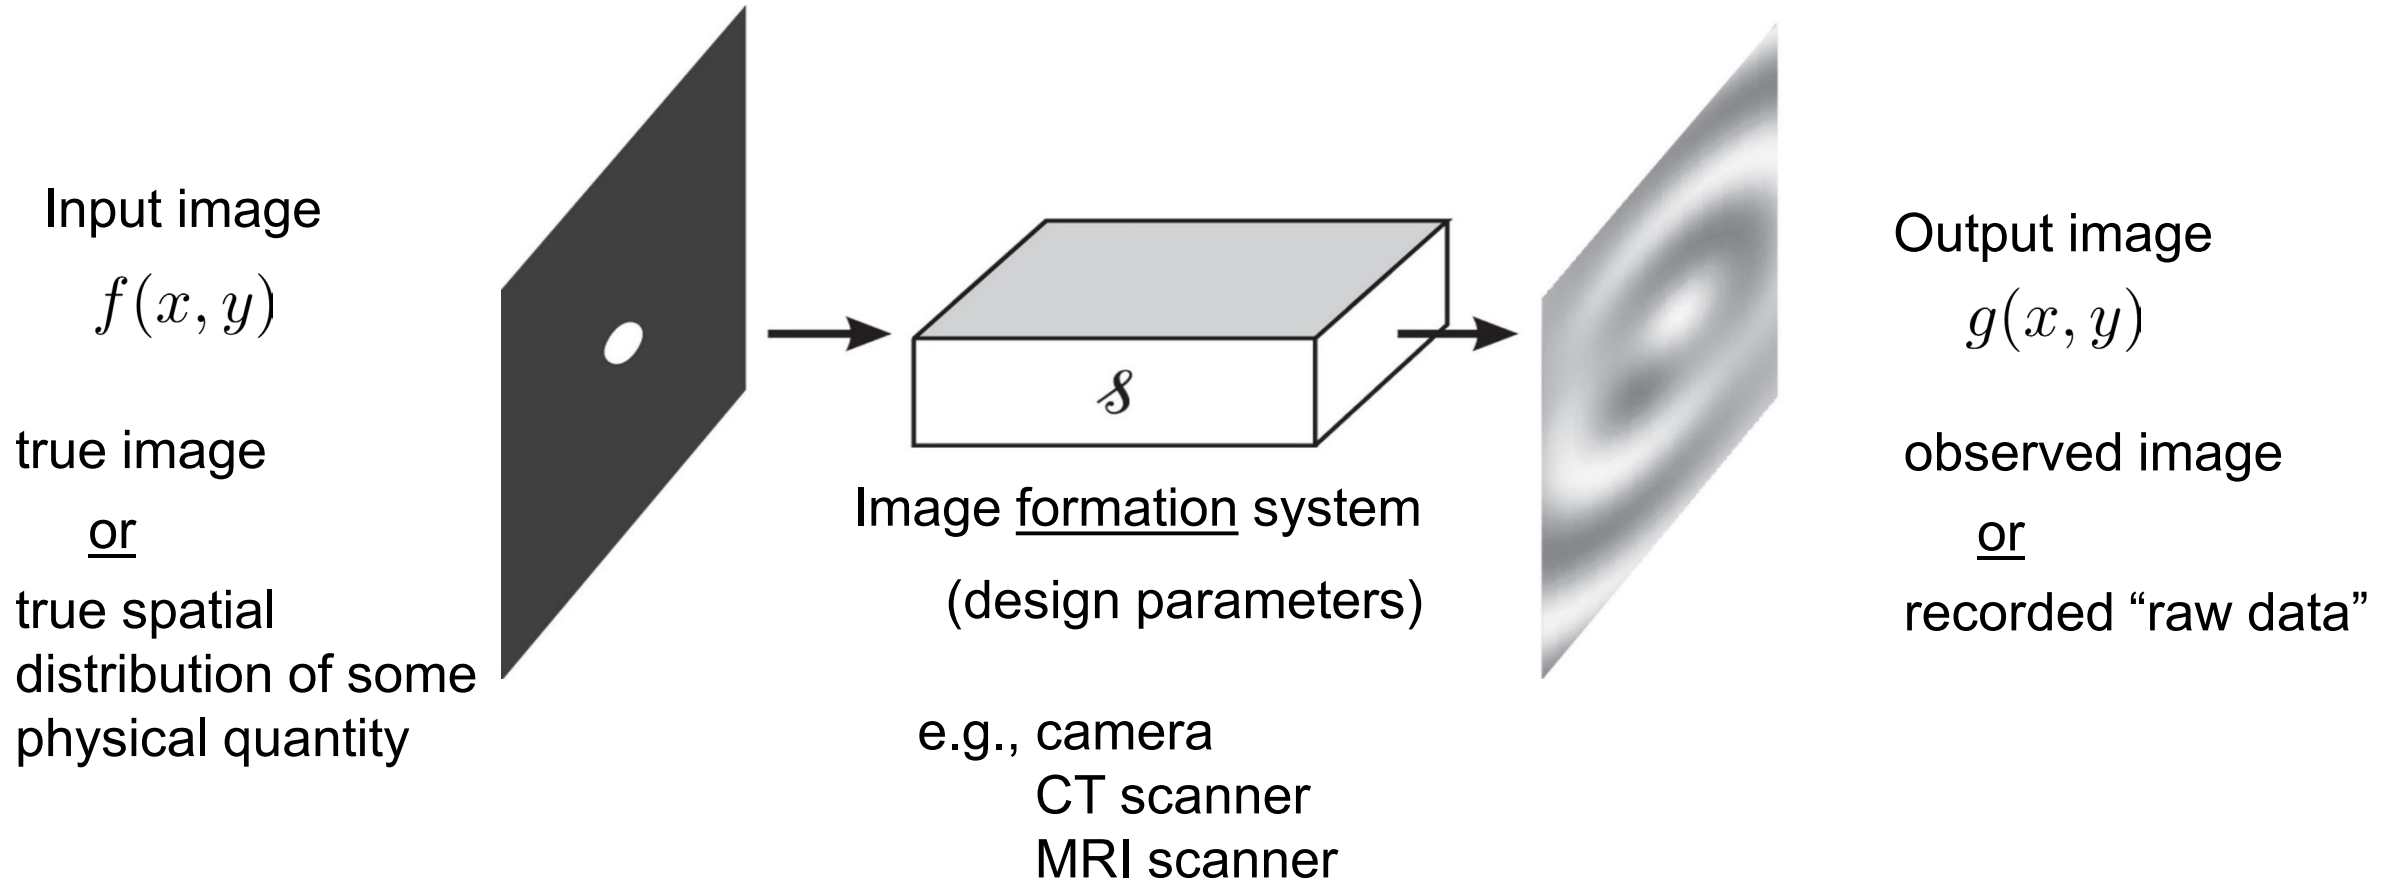 Input image
f(x, y)
true image
or
true spatial
distribution of some
physical quantity
𝒮
Image formation system
(design parameters)
e.g., camera
CT scanner
MRI scanner
Output image
g(x, y)
observed image
or
recorded “raw data”